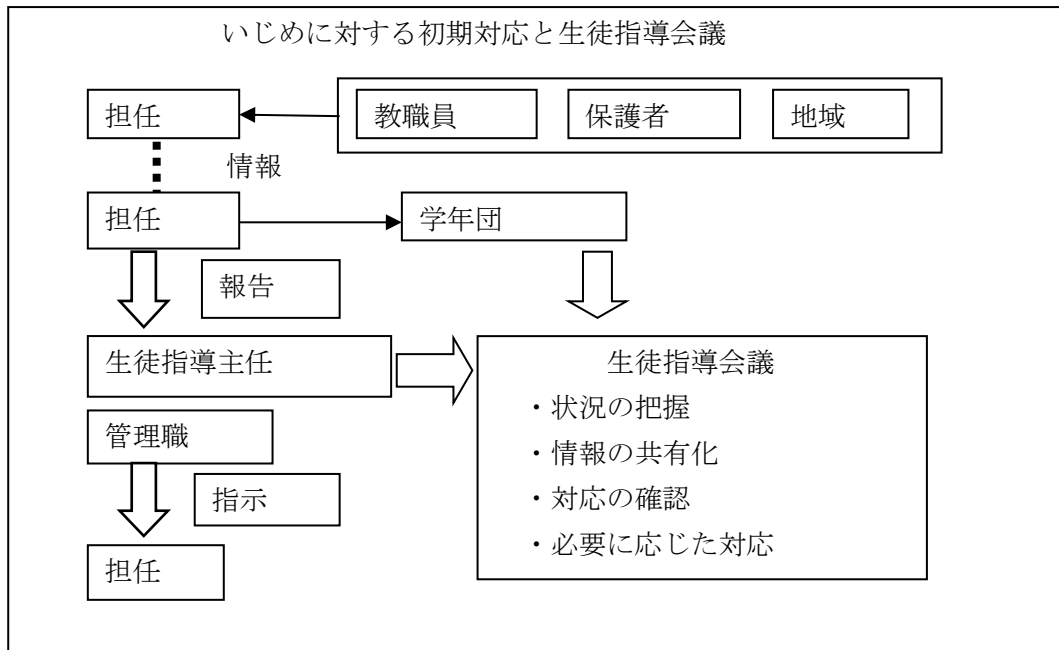 いじめに対する初期対応と生徒指導会議
担任
教職員
保護者
地域
情報
担任
学年団
報告
生徒指導主任
管理職
指示
担任
生徒指導会議
・状況の把握
・情報の共有化
・対応の確認
・必要に応じた対応